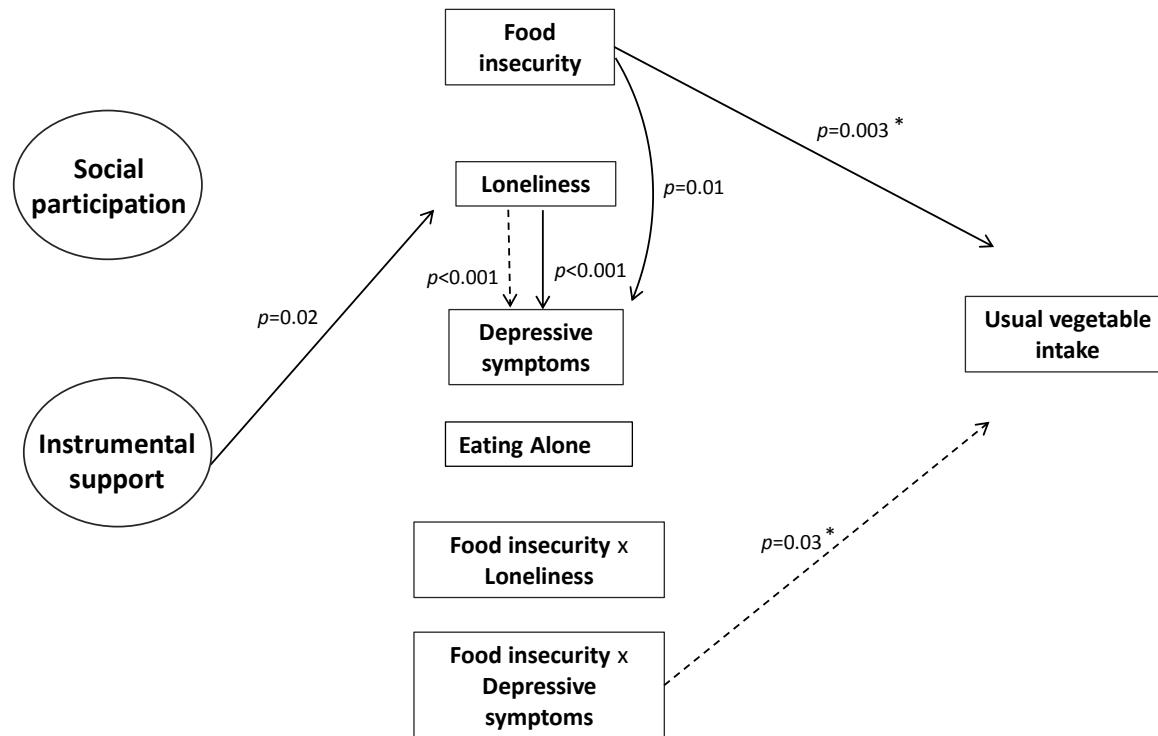 Food
insecurity
p=0.003 *
Social
participation
Loneliness
p=0.01
p<0.001
p<0.001
p=0.02
Depressive
symptoms
Usual vegetable
intake
Instrumental
support
Eating Alone
Food insecurity x
Loneliness
p=0.03 *
Food insecurity x
Depressive
symptoms